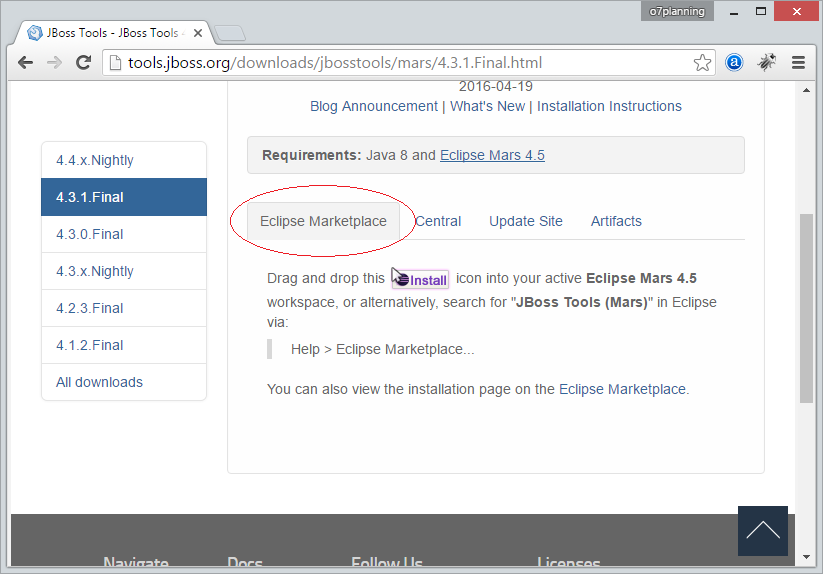 o7planning
JBoss Tools - JBoss Tools
tools.jboss.org/downloads/jbosstools/mars/4.3.1.Final.html
2016-04-19
Blog Announcement | What's New | Installation Instructions
4.4.x.Nightly
4.3.1.Final
4.3.0.Final
4.3.x.Nightly
4.2.3.Final
4.1.2.Final
All downloads
Requirements: Java 8 and Eclipse Mars 4.5
Eclipse Marketplace Central Update Site Artifacts
Drag and drop this Install icon into your active Eclipse Mars 4.5
workspace, or alternatively, search for "JBoss Tools (Mars)" in Eclipse
via:
Help > Eclipse Marketplace...
You can also view the installation page on the Eclipse Marketplace.
Navigate Docs Follow Us Licenses